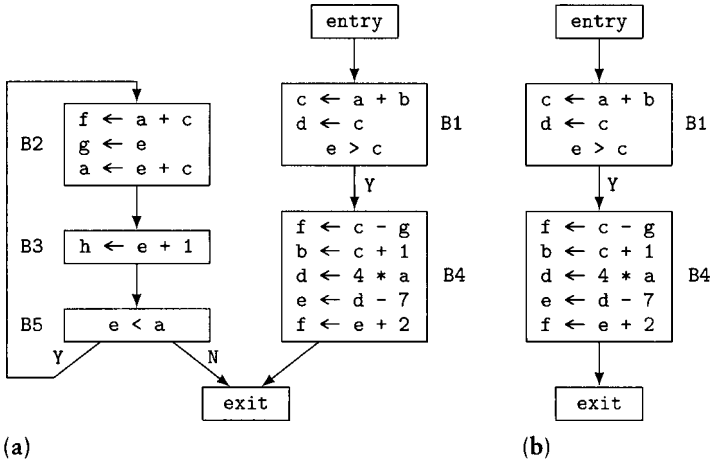 entry
B1
c ← a + b
d ← c
e > c
Y
B4
f ← c - g
b ← c + 1
d ← 4 * a
e ← d - 7
f ← e + 2
B2
f ← a + c
g ← e
a ← e + c
B3
h ← e + 1
B5
e < a
Y
N
exit
(a)
entry
c ← a + b
d ← c
e > c
B1
Y
f ← c - g
b ← c + 1
d ← 4 * a
e ← d - 7
f ← e + 2
B4
exit
(b)